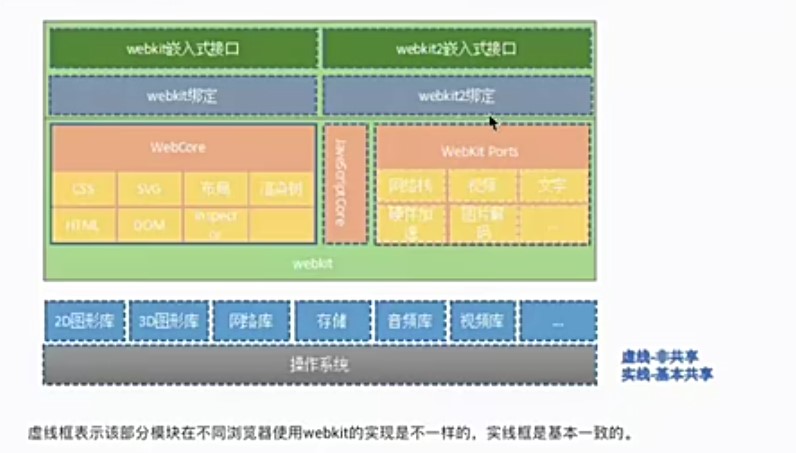 webkit嵌入式接口 webkit2嵌入式接口
webkit绑定 webkit2绑定
WebCore JavaScriptCore WebKit Ports
CSS SVG 布局 渲染树 网络栈 视频 文字
HTML DOM Inspector 硬件加速 图片解码 ...
webkit
2D图形库 3D图形库 网络库 存储 音频库 视频库 ...
操作系统
虚线-非共享
实线-基本共享
虚线框表示该部分模块在不同浏览器使用webkit的实现是不一样的，实线框是基本一致的。